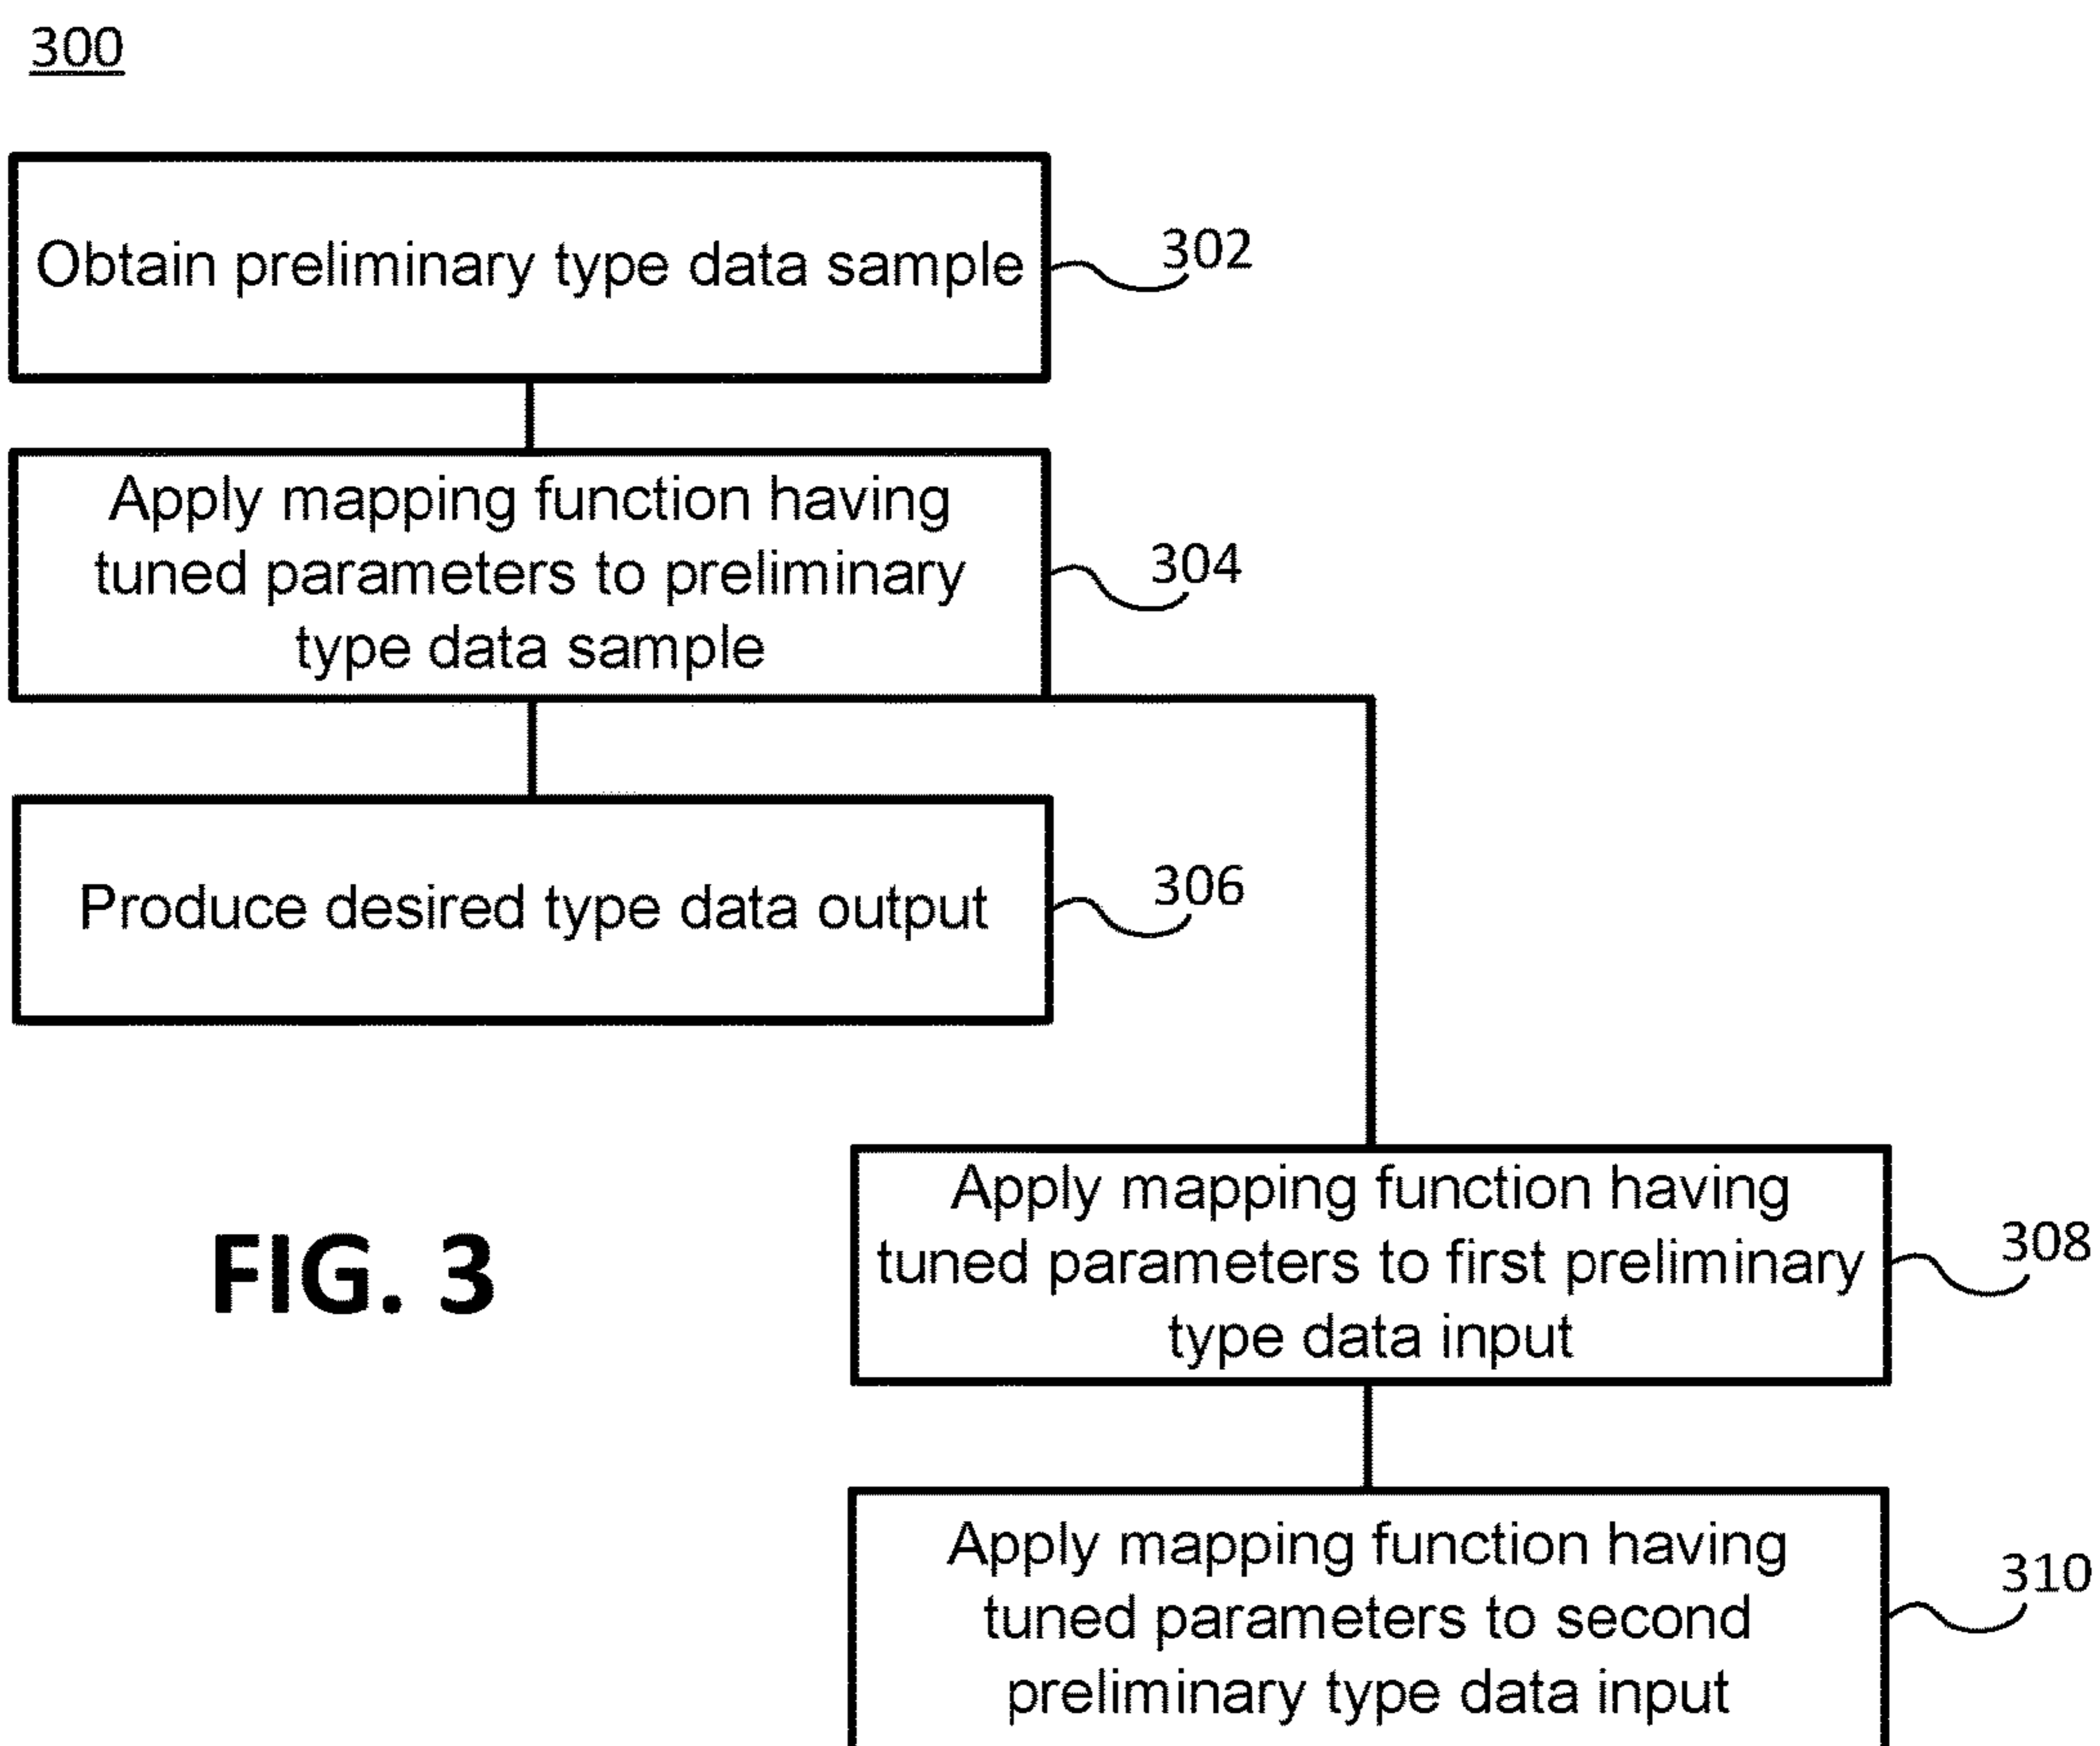 300
Obtain preliminary type data sample
302
Apply mapping function having
tuned parameters to preliminary
type data sample
304
Produce desired type data output
306
Apply mapping function having
tuned parameters to first preliminary
type data input
308
FIG. 3
Apply mapping function having
tuned parameters to second
preliminary type data input
310